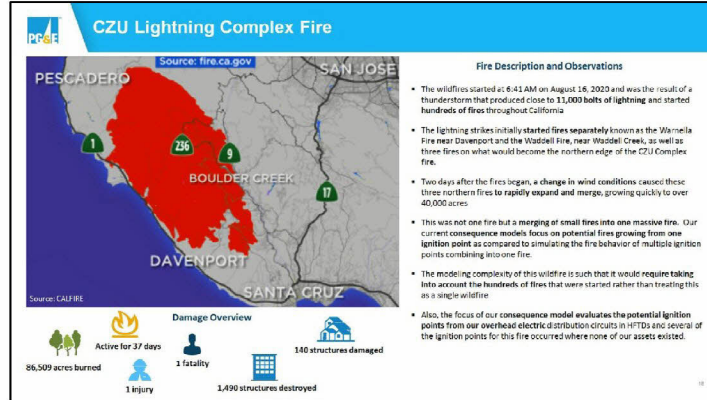 PG&E
CZU Lightning Complex Fire
Source: fire.ca.gov
PESCADERO
SAN JOSE
1
236
9
BOULDER CREEK
17
DAVENPORT
SANTA CRUZ
Source: CALFIRE
Damage Overview
86,509 acres burned
Active for 37 days
1 injury
1 fatality
1,490 structures destroyed
140 structures damaged
Fire Description and Observations
• The wildfires started at 6:41 AM on August 16, 2020 and was the result of a
thunderstorm that produced close to 11,000 bolts of lightning and started
hundreds of fires throughout California
• The lightning strikes initially started fires separately known as the Warnella
Fire near Davenport and the Waddell Fire, near Waddell Creek, as well as
three fires on what would become the northern edge of the CZU Complex
fire.
• Two days after the fires began, a change in wind conditions caused these
three northern fires to rapidly expand and merge, growing quickly to over
40,000 acres
• This was not one fire but a merging of small fires into one massive fire. Our
current consequence models focus on potential fires growing from one
ignition point as compared to simulating the fire behavior of multiple ignition
points combining into one fire.
• The modeling complexity of this wildfire is such that it would require taking
into account the hundreds of fires that were started rather than treating this
as a single wildfire
• Also, the focus of our consequence model evaluates the potential ignition
points from our overhead electric distribution circuits in HFTDs and several of
the ignition points for this fire occurred where none of our assets existed.